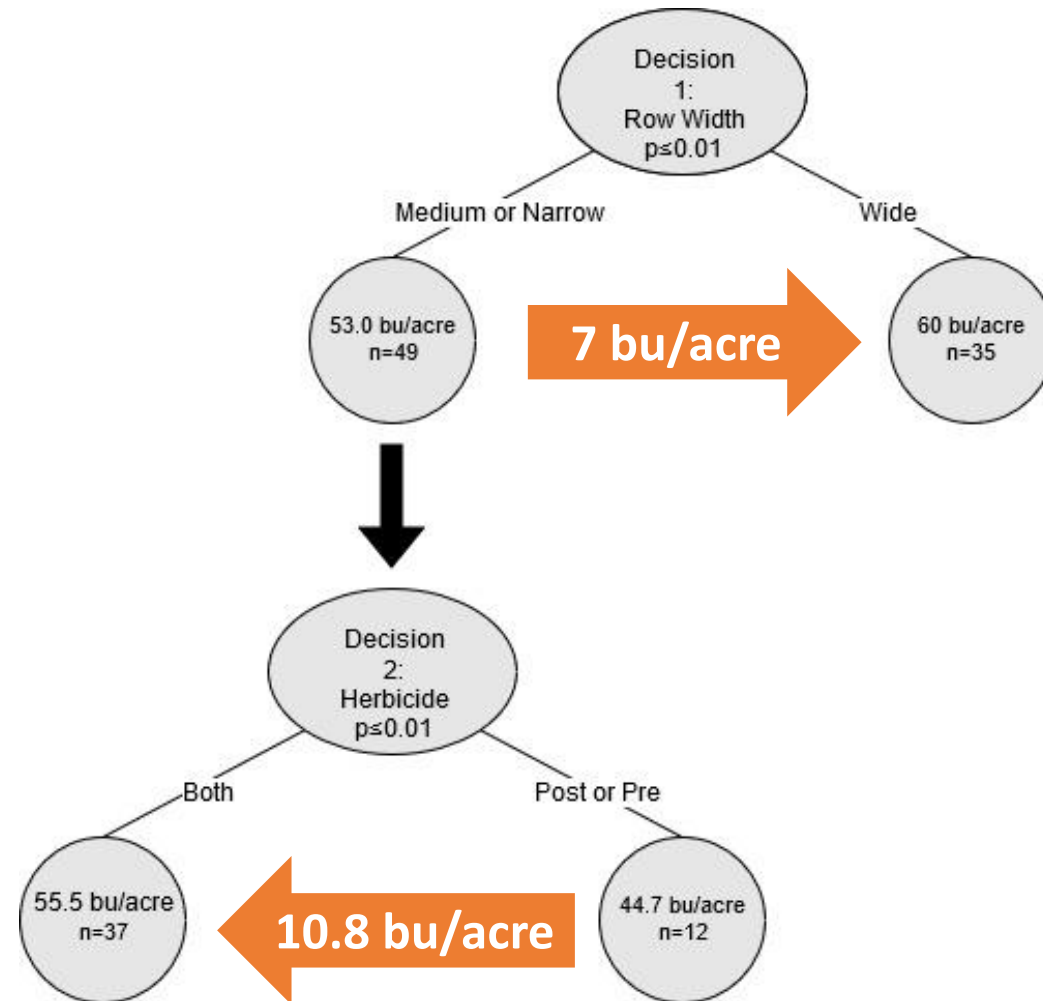 Decision
1:
Row Width
p≤0.01
Medium or Narrow
Wide
53.0 bu/acre
n=49
7 bu/acre
60 bu/acre
n=35
Decision
2:
Herbicide
p≤0.01
Both
Post or Pre
55.5 bu/acre
n=37
10.8 bu/acre
44.7 bu/acre
n=12